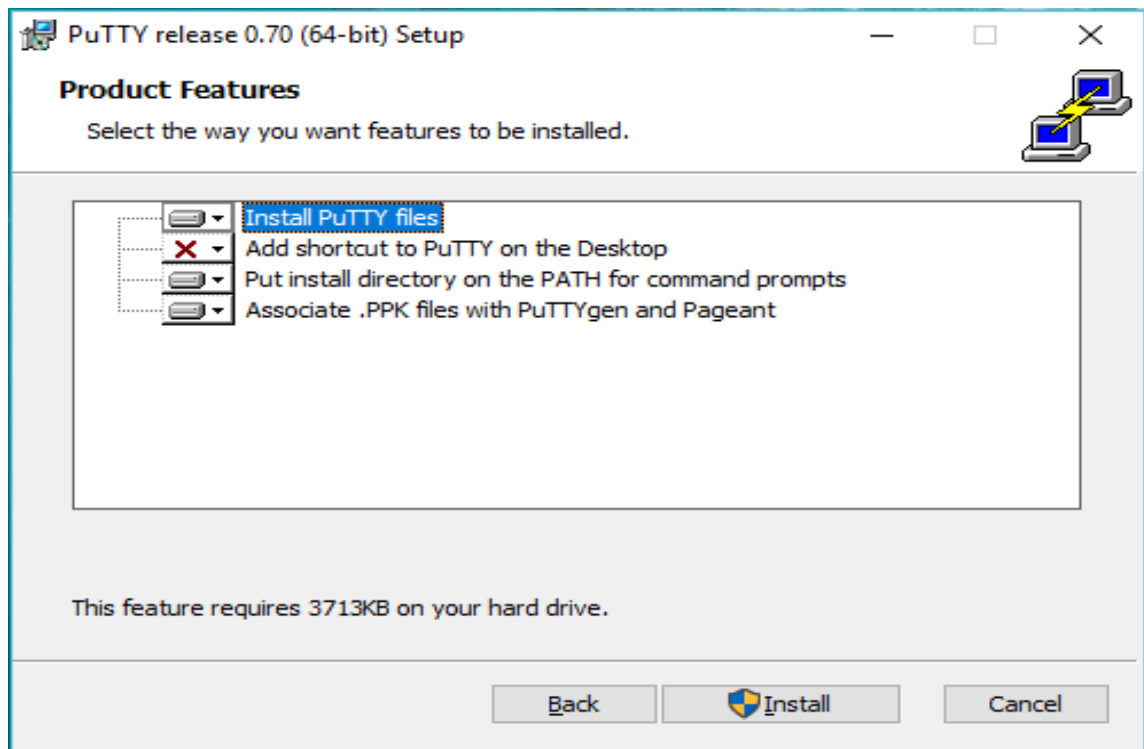 PuTTY release 0.70 (64-bit) Setup
Product Features
Select the way you want features to be installed.
Install PuTTY files
Add shortcut to PuTTY on the Desktop
Put install directory on the PATH for command prompts
Associate .PPK files with PuTTYgen and Pageant
This feature requires 3713KB on your hard drive.
Back Install Cancel